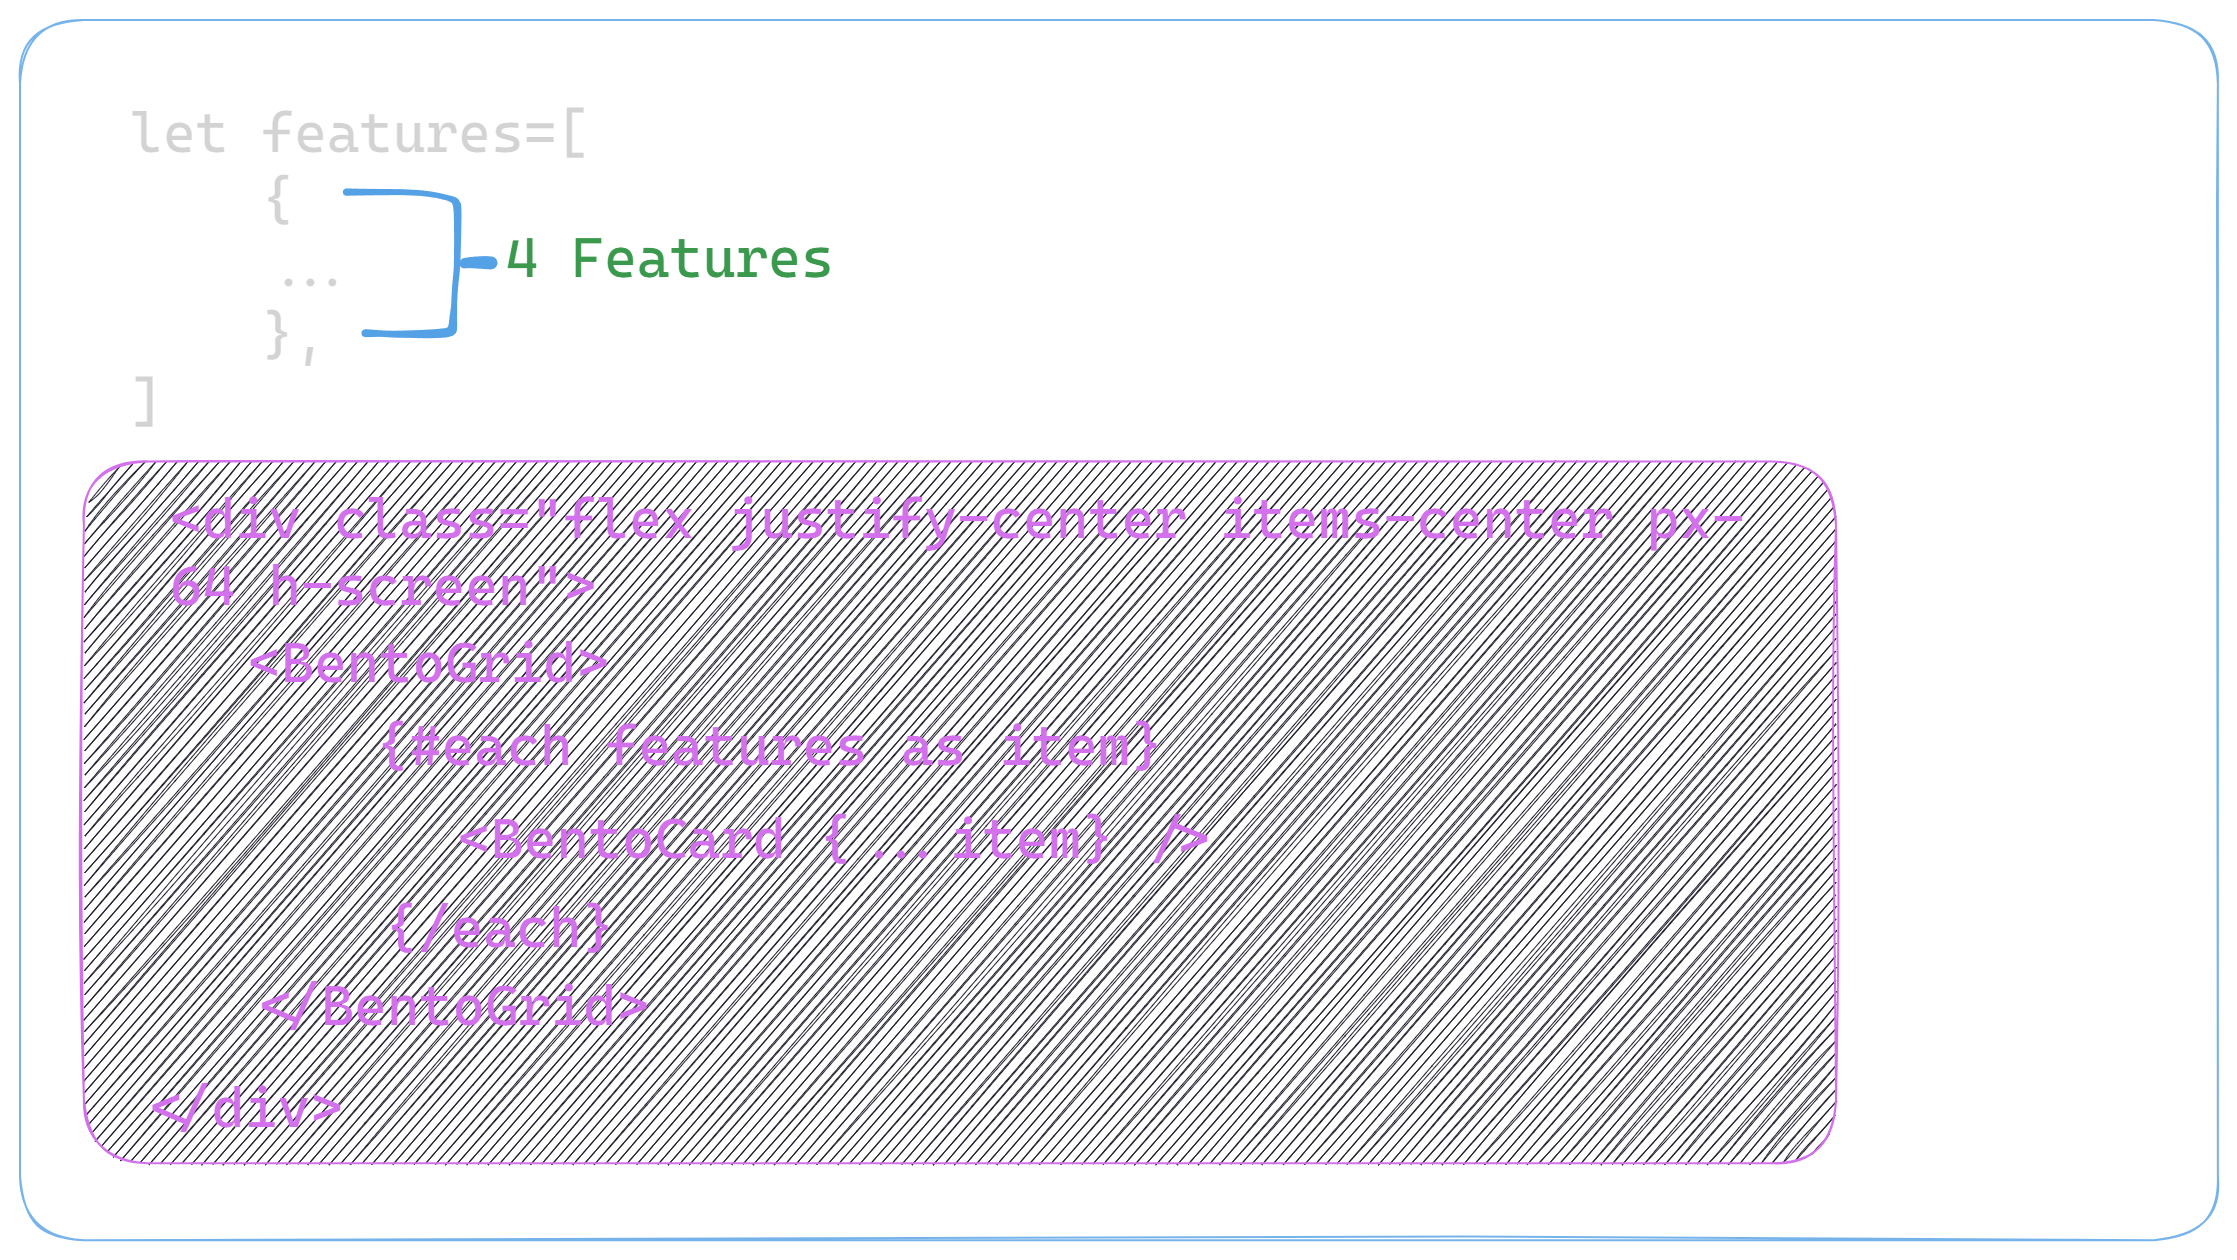 let features=[
{
...
},
4 Features
]
<div class="flex justify-center items-center px-
64 h-screen">
<BentoGrid>
{#each features as item}
<BentoCard {...item} />
{/each}
</BentoGrid>
</div>